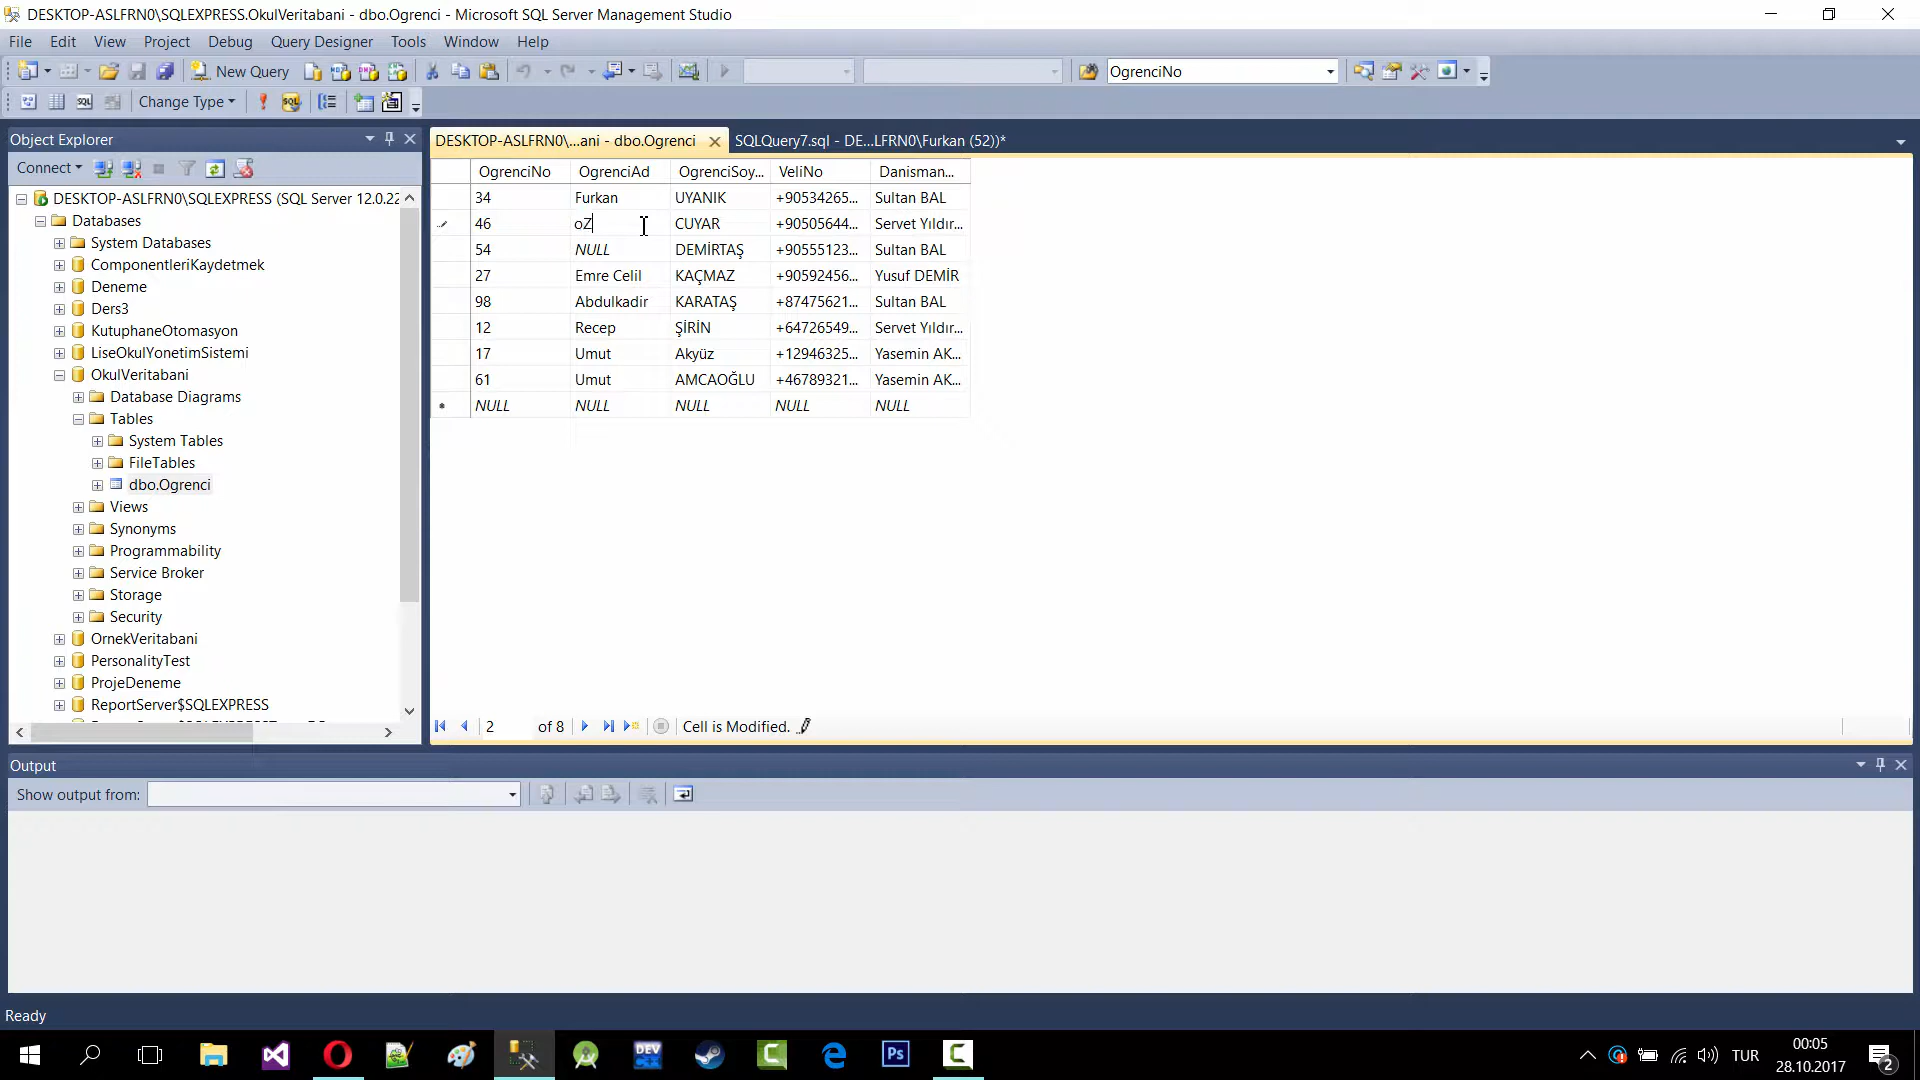 DESKTOP-ASLFRN0\SQLEXPRESS.OkulVeritabani - dbo.Ogrenci - Microsoft SQL Server Management Studio
File Edit View Project Debug Query Designer Tools Window Help
New Query OgrenciNo
SQL Change Type
Object Explorer
DESKTOP-ASLFRN0\...ani - dbo.Ogrenci SQLQuery7.sql - DE...LFRN0\Furkan (52))*
Connect
DESKTOP-ASLFRN0\SQLEXPRESS (SQL Server 12.0.22
Databases
System Databases
ComponentleriKaydetmek
Deneme
Ders3
KutuphaneOtomasyon
LiseOkulYonetimSistemi
OkulVeritabani
Database Diagrams
Tables
System Tables
FileTables
dbo.Ogrenci
Views
Synonyms
Programmability
Service Broker
Storage
Security
OrnekVeritabani
PersonalityTest
ProjeDeneme
ReportServer$SQLEXPRESS
OgrenciNo OgrenciAd OgrenciSoy... VeliNo Danisman...
34 Furkan UYANIK +90534265... Sultan BAL
46 oZ CUYAR +90505644... Servet Yıldır...
54 NULL DEMİRTAŞ +90555123... Sultan BAL
27 Emre Celil KAÇMAZ +90592456... Yusuf DEMİR
98 Abdulkadir KARATAŞ +87475621... Sultan BAL
12 Recep ŞİRİN +64726549... Servet Yıldır...
17 Umut Akyüz +12946325... Yasemin AK...
61 Umut AMCAOĞLU +46789321... Yasemin AK...
NULL NULL NULL NULL NULL
2 of 8 Cell is Modified.
Output
Show output from:
Ready
DEV
Ps
TUR
00:05
28.10.2017
2